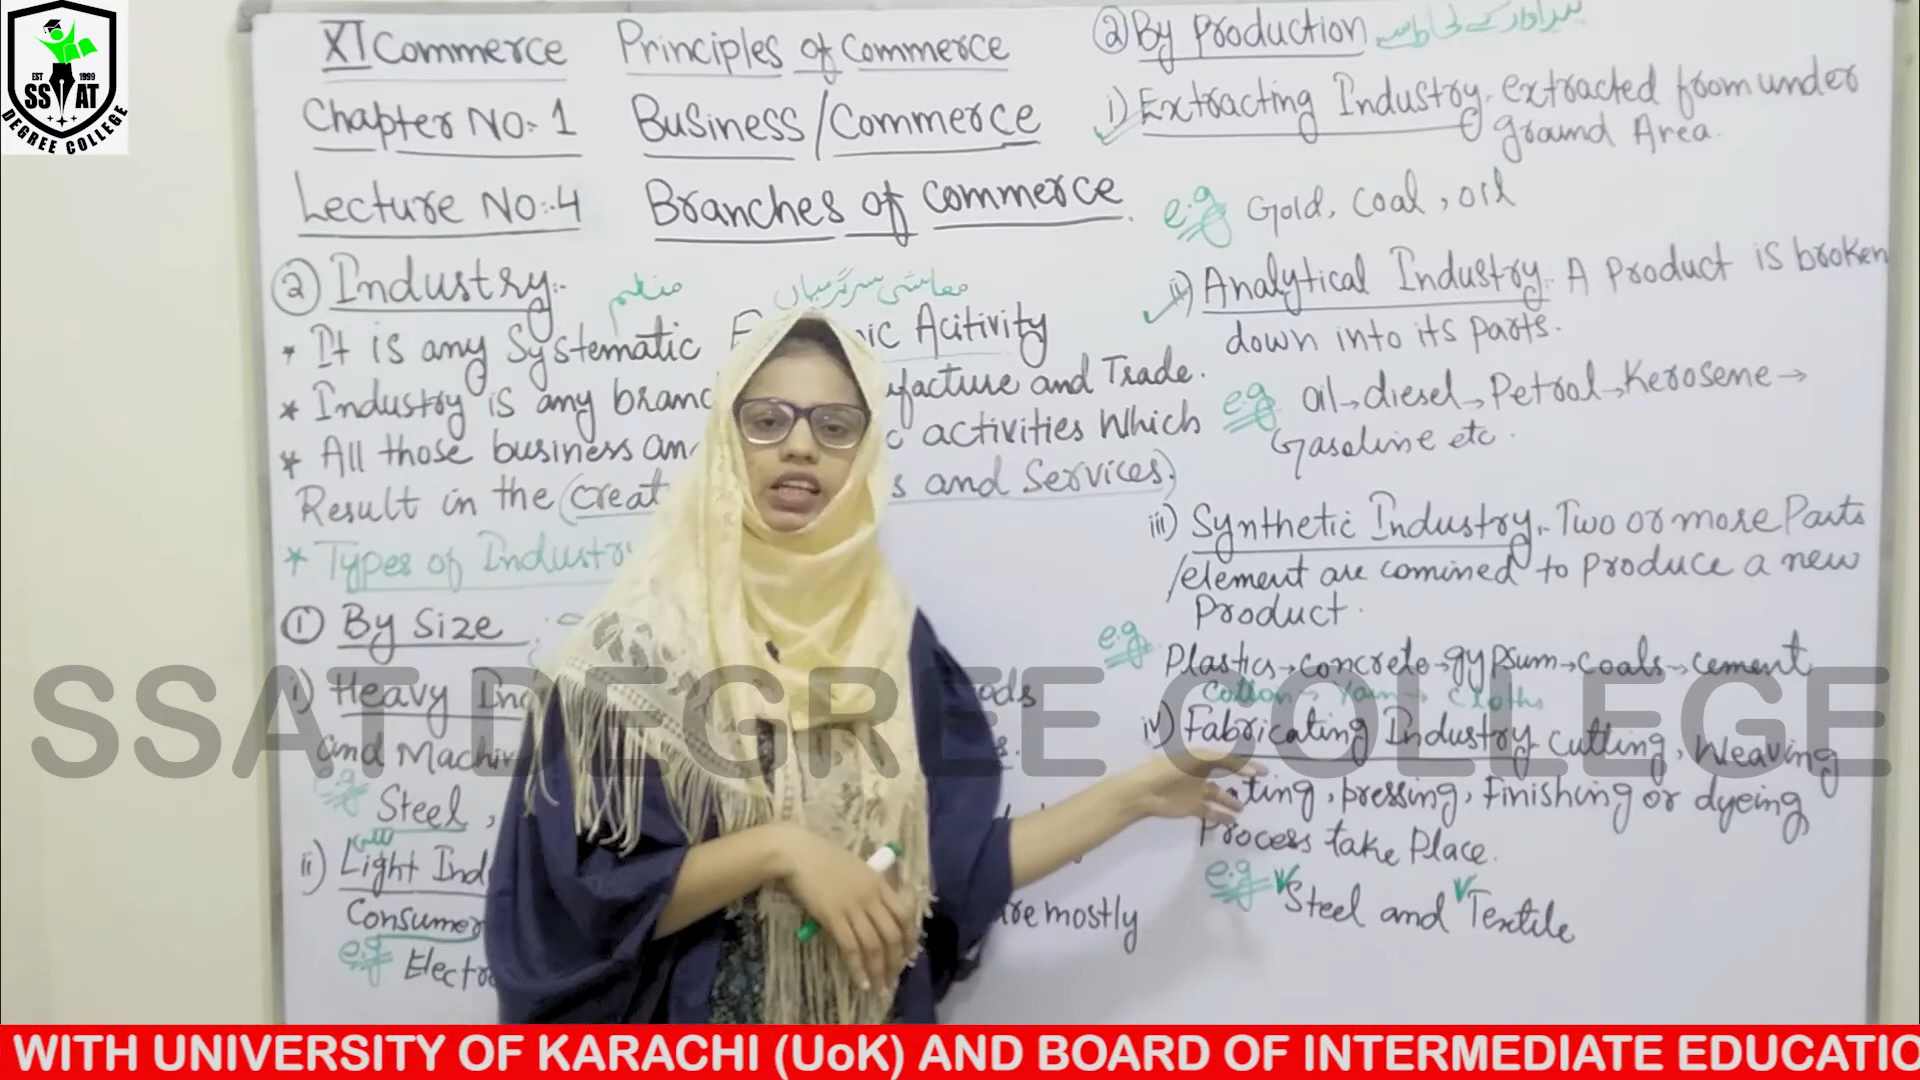 EST 1999
SSAT
DEGREE COLLEGE
XI Commerce Principles of Commerce
Chapter No:- 1 Business/Commerce
Lecture No:-4 Branches of Commerce.
② Industry:-
منظم معاشی سرگرمیاں
* It is any Systematic Acitivity
* Industry is any and Trade.
* All those business activities Which
Result in the and Services)
* Types of
① By Size
i) Heavy
and
e.g Steel,
ii) Light
Consumer are mostly
e.g
② By Production پیداوار کے لحاظ سے
i) Extracting Industry:- extracted from under
ground Area.
e.g Gold, Coal, oil
ii) Analytical Industry:- A Product is broken
down into its parts.
e.g oil→diesel→Petrol→Kerosene→
Gasoline etc.
iii) Synthetic Industry:- Two or more Parts
/element are comined to produce a new
Product.
e.g Plastics→concrete→gypsum→coals→cement
Cotton→ Yarn→ Cloths
iv) Fabricating Industry:- Cutting, Weaving
pressing, Finishing or dyeing
Process take Place.
e.g Steel and Textile
SSAT DEGREE COLLEGE
WITH UNIVERSITY OF KARACHI (UoK) AND BOARD OF INTERMEDIATE EDUCATIO